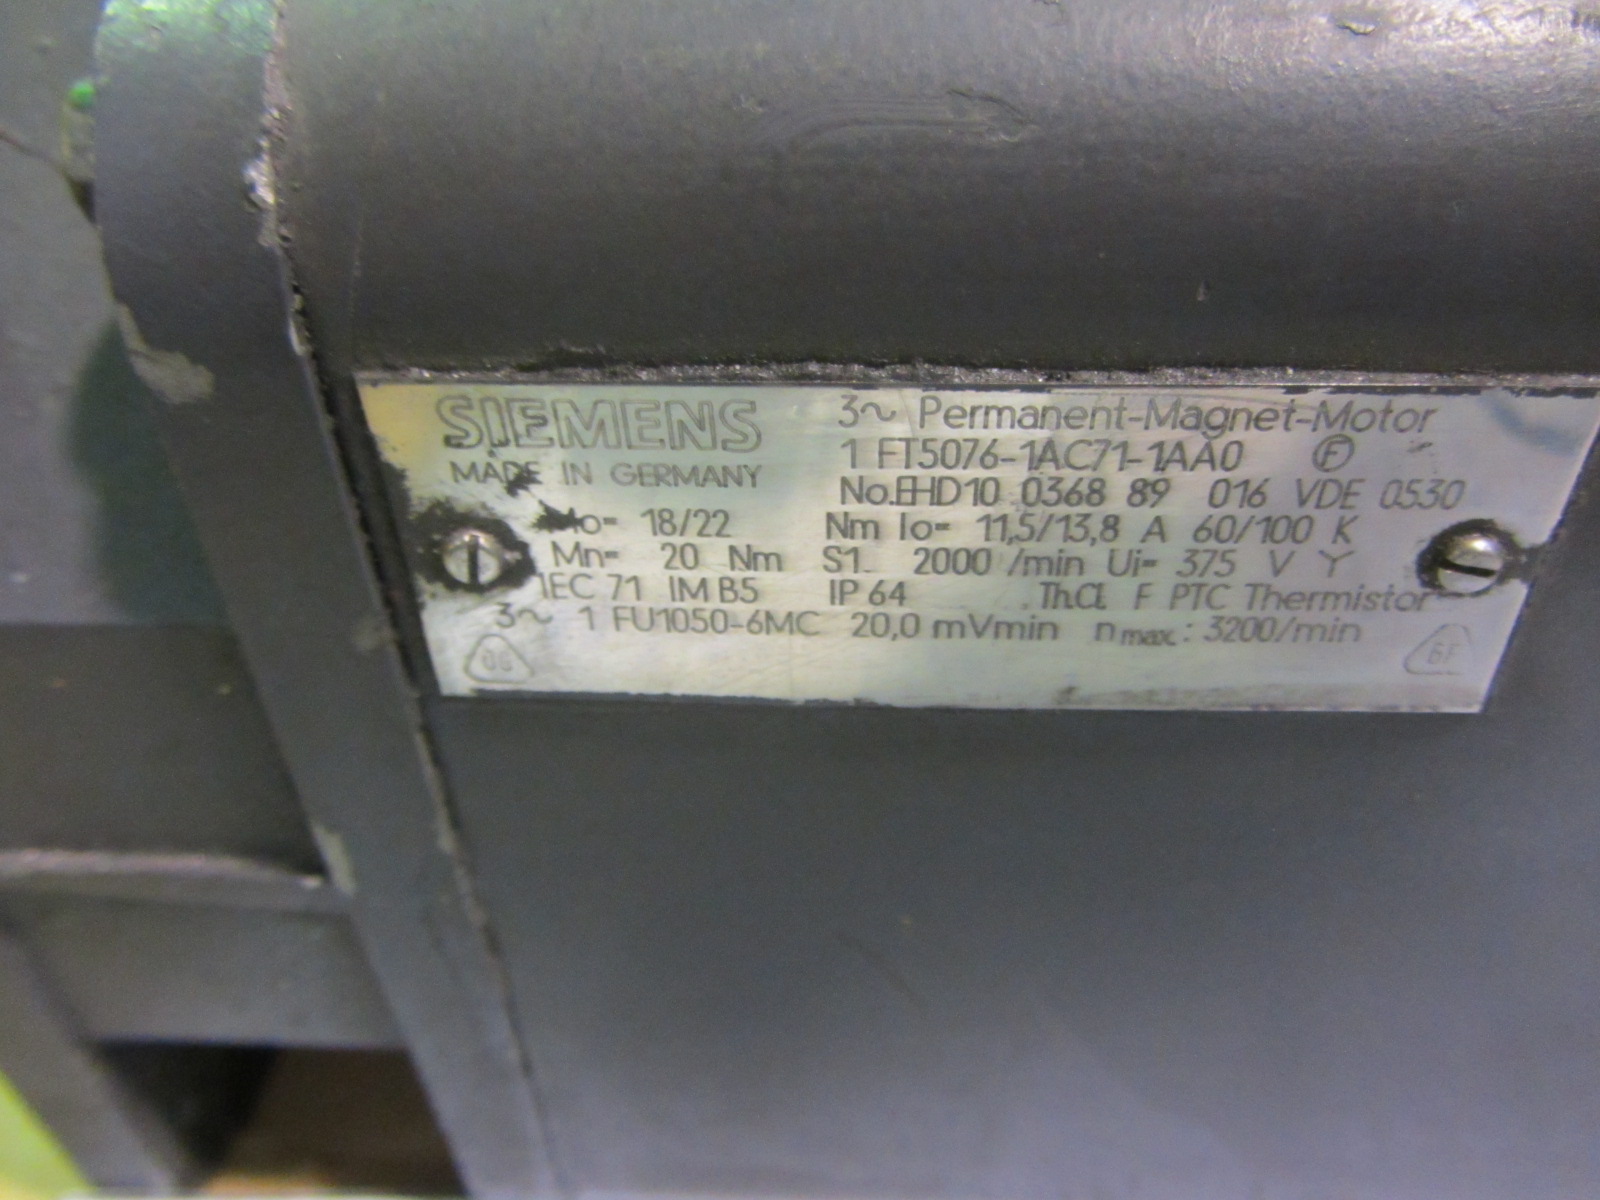 SIEMENS
MADE IN GERMANY
3~ Permanent-Magnet-Motor
1 FT5076-1AC71-1AA0 F
No.EHD10 0368 89 016 VDE 0530
Mo= 18/22 Nm Io= 11,5/13,8 A 60/100 K
Mn= 20 Nm S1. 2000/min Ui= 375 V Y
IEC 71 IM B5 IP 64 Th.Cl. F PTC Thermistor
3~ 1 FU1050-6MC 20,0 mVmin nmax.: 3200/min